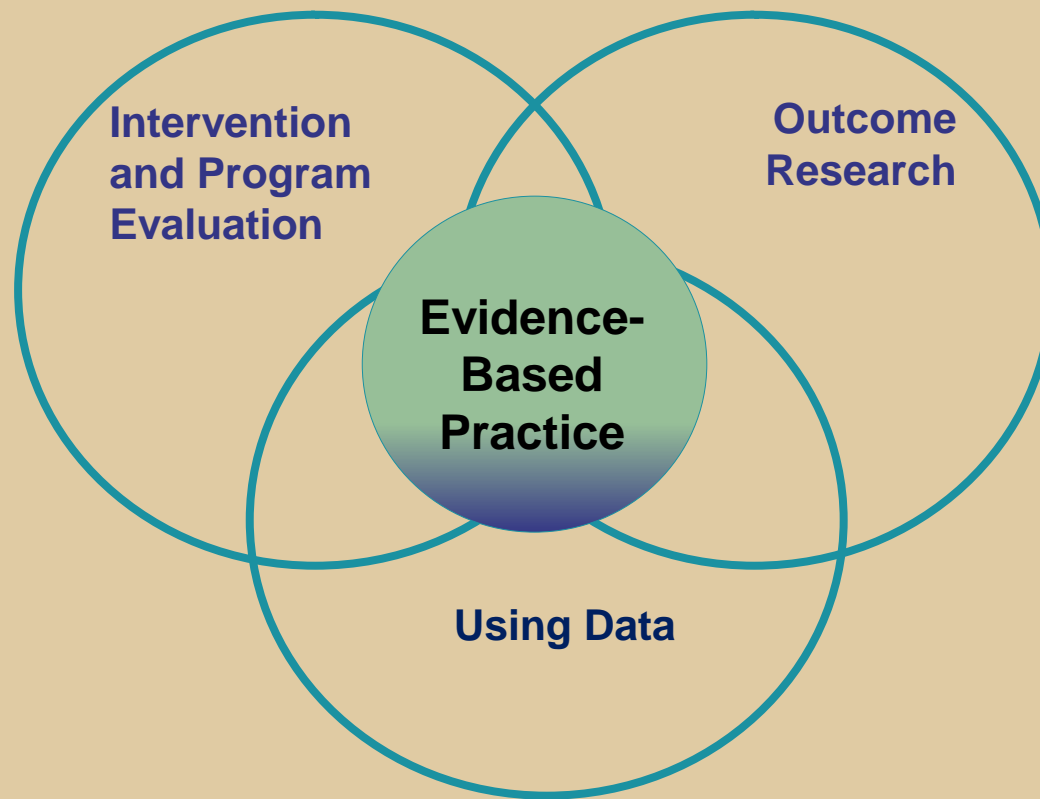 Intervention
and Program
Evaluation
Outcome
Research
Evidence-
Based
Practice
Using Data